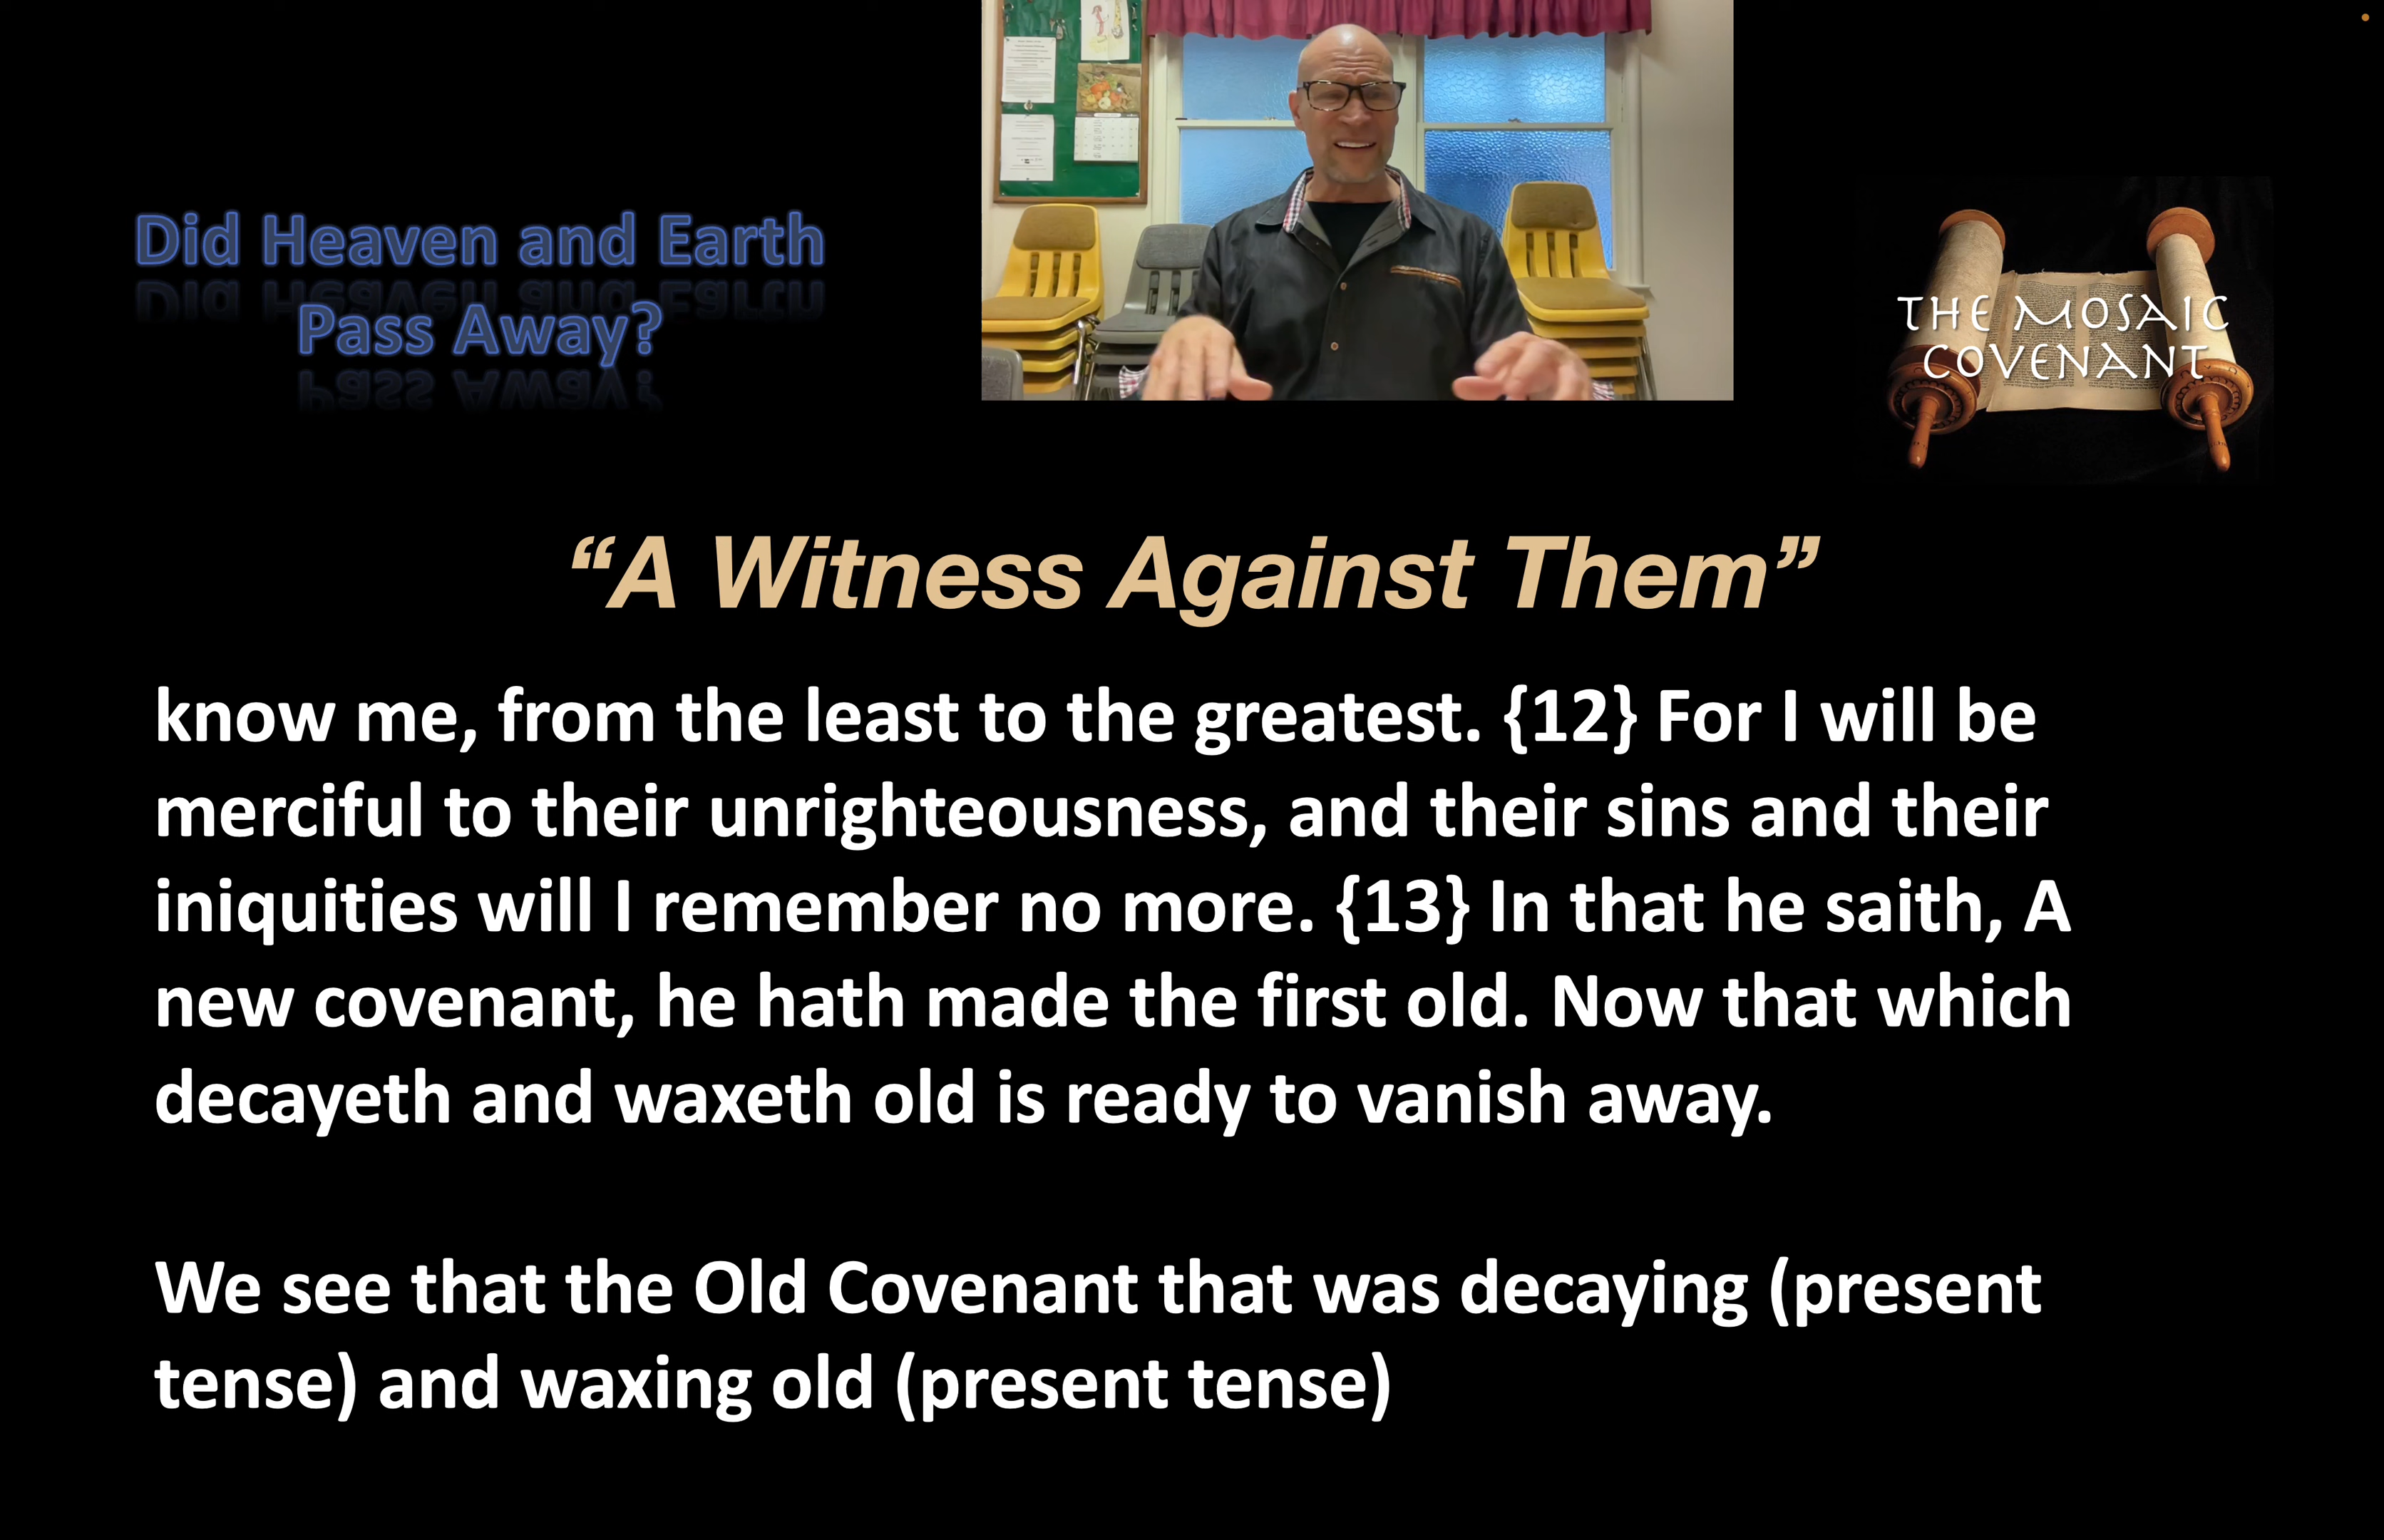 Did Heaven and Earth
Pass Away?
THE MOSAIC
COVENANT
“A Witness Against Them”
know me, from the least to the greatest. {12} For I will be
merciful to their unrighteousness, and their sins and their
iniquities will I remember no more. {13} In that he saith, A
new covenant, he hath made the first old. Now that which
decayeth and waxeth old is ready to vanish away.
We see that the Old Covenant that was decaying (present
tense) and waxing old (present tense)